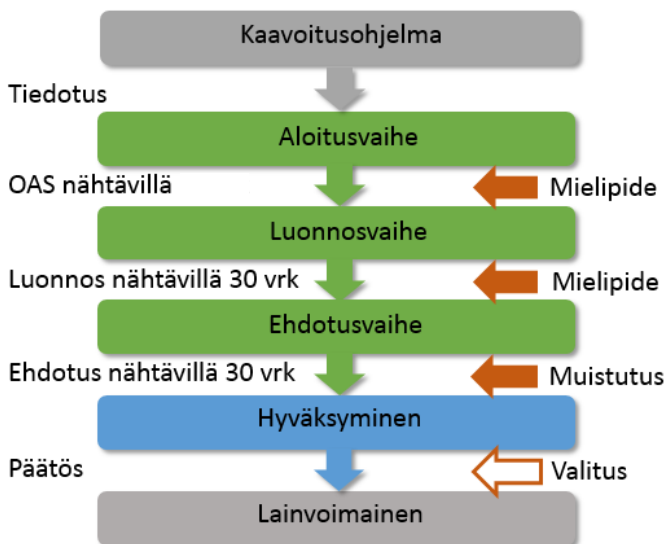 Kaavoitusohjelma
Tiedotus
Aloitusvaihe
OAS nähtävillä
Mielipide
Luonnosvaihe
Luonnos nähtävillä 30 vrk
Mielipide
Ehdotusvaihe
Ehdotus nähtävillä 30 vrk
Muistutus
Hyväksyminen
Päätös
Valitus
Lainvoimainen